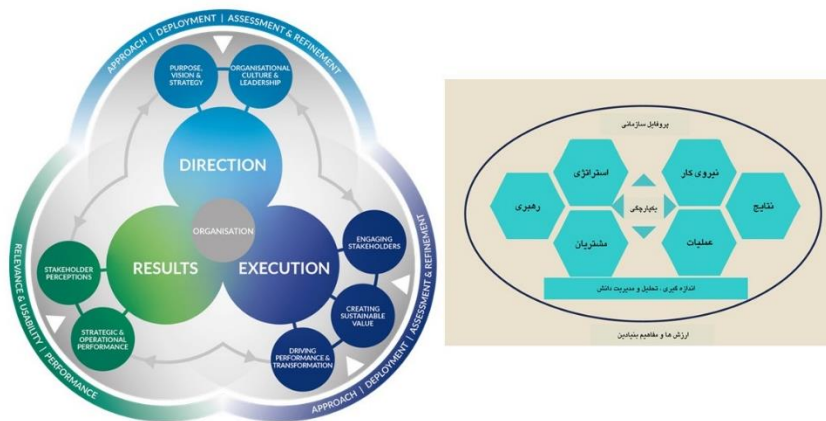 APPROACH | DEPLOYMENT | ASSESSMENT & REFINEMENT
PURPOSE,
VISION &
STRATEGY
ORGANISATIONAL
CULTURE &
LEADERSHIP
DIRECTION
ORGANISATION
RESULTS
EXECUTION
STAKEHOLDER
PERCEPTIONS
STRATEGIC &
OPERATIONAL
PERFORMANCE
ENGAGING
STAKEHOLDERS
CREATING
SUSTAINABLE
VALUE
DRIVING
PERFORMANCE &
TRANSFORMATION
RELEVANCE & USABILITY | PERFORMANCE
APPROACH | DEPLOYMENT | ASSESSMENT & REFINEMENT
پروفایل سازمانی
استراتژی
نیروی کار
رهبری
یکپارچگی
نتایج
مشتریان
عملیات
اندازه گیری ، تحلیل و مدیریت دانش
ارزش ها و مفاهیم بنیادین